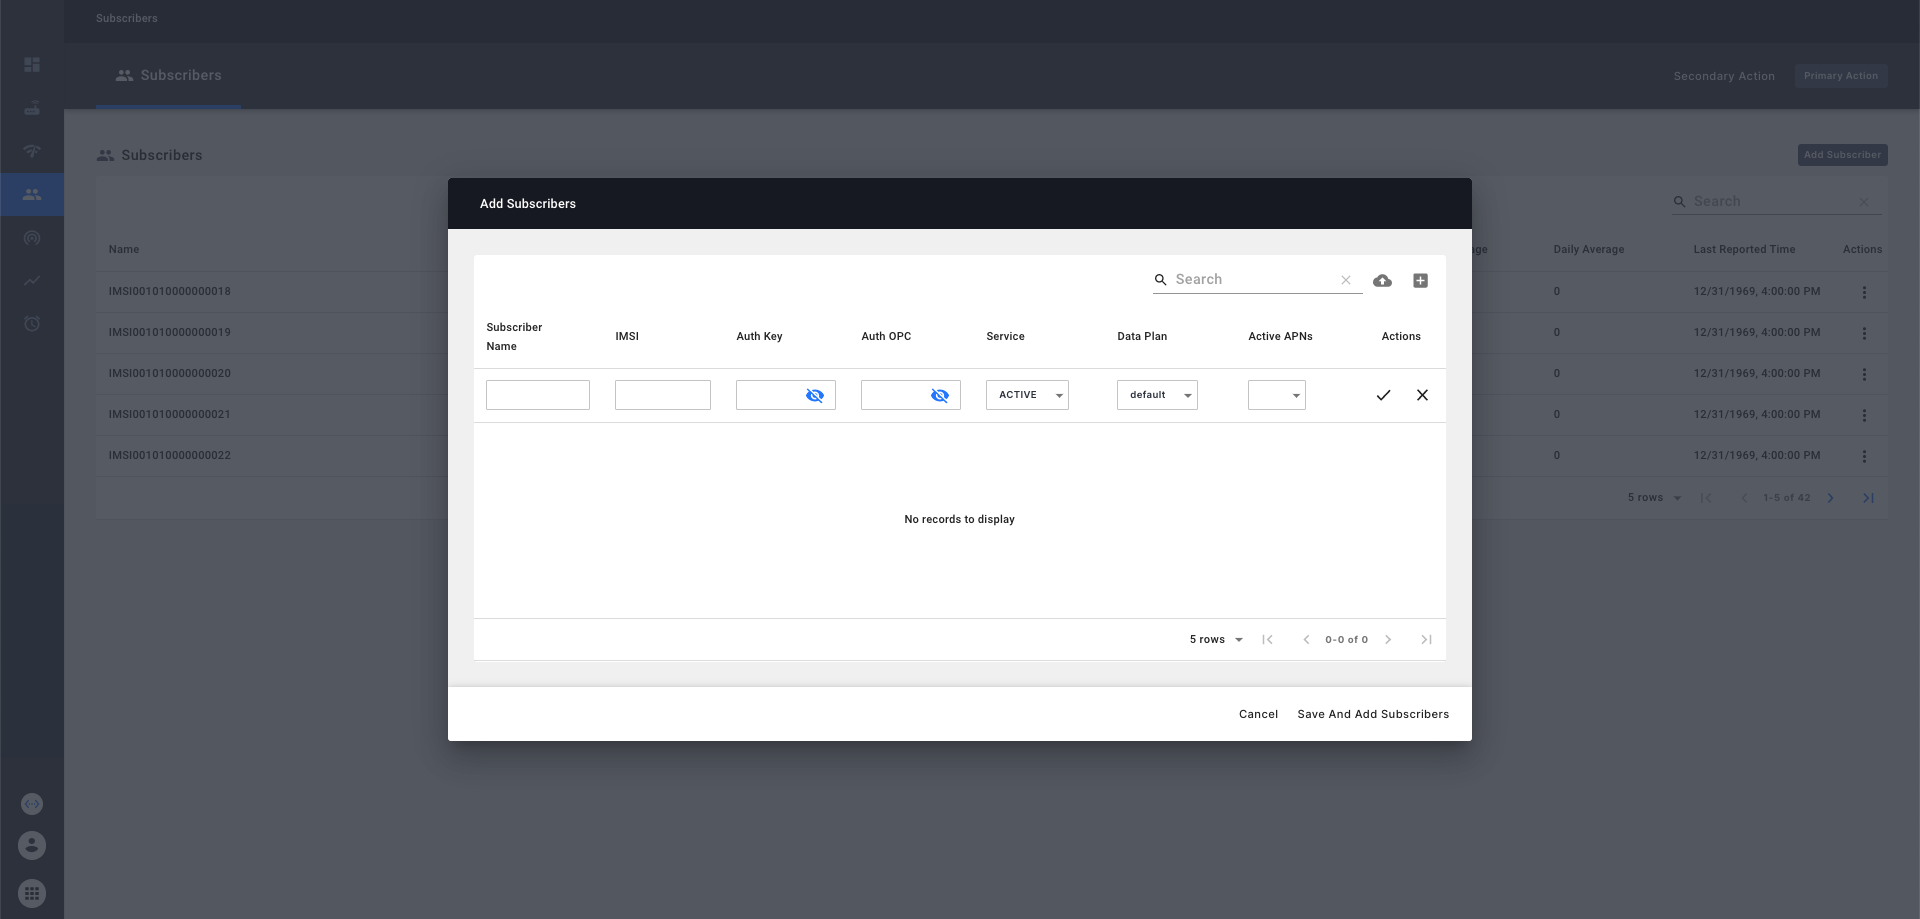 Subscribers
Subscribers
Secondary Action
Primary Action
Subscribers
Add Subscriber
Search
Name
Daily Average
Last Reported Time
Actions
IMSI001010000000018
0
12/31/1969, 4:00:00 PM
IMSI001010000000019
0
12/31/1969, 4:00:00 PM
IMSI001010000000020
0
12/31/1969, 4:00:00 PM
IMSI001010000000021
0
12/31/1969, 4:00:00 PM
IMSI001010000000022
0
12/31/1969, 4:00:00 PM
5 rows
1-5 of 42
Add Subscribers
Search
Subscriber
Name
IMSI
Auth Key
Auth OPC
Service
Data Plan
Active APNs
Actions
ACTIVE
default
No records to display
5 rows
0-0 of 0
Cancel
Save And Add Subscribers